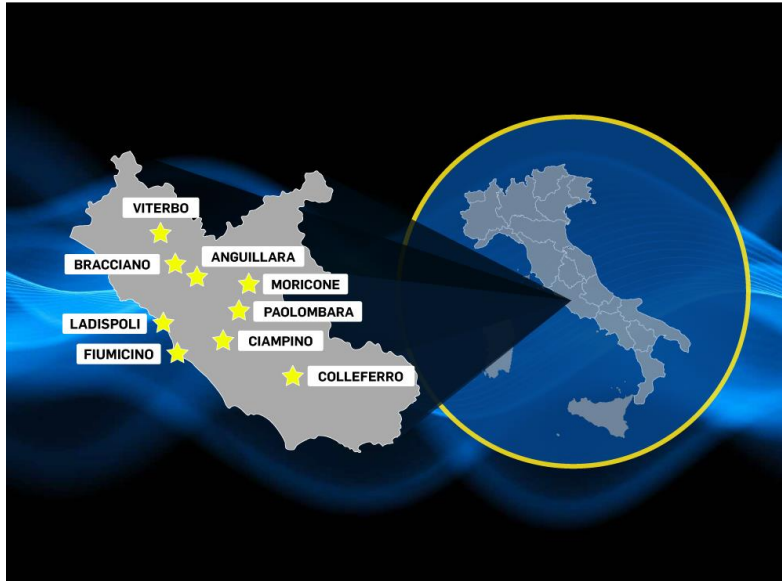 VITERBO
BRACCIANO
ANGUILLARA
MORICONE
PAOLOMBARA
LADISPOLI
CIAMPINO
FIUMICINO
COLLEFERRO